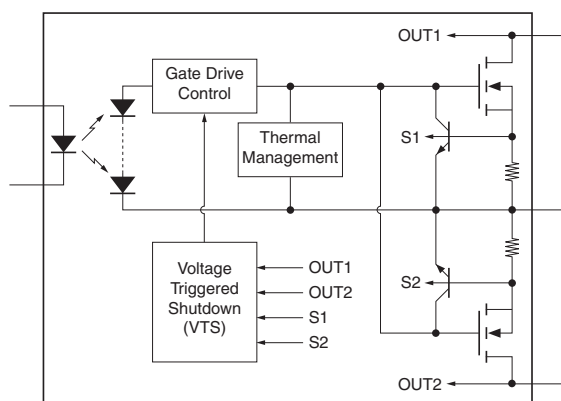 OUT1
Gate Drive
Control
Thermal
Management
S1
Voltage
Triggered
Shutdown
(VTS)
OUT1
OUT2
S1
S2
S2
OUT2